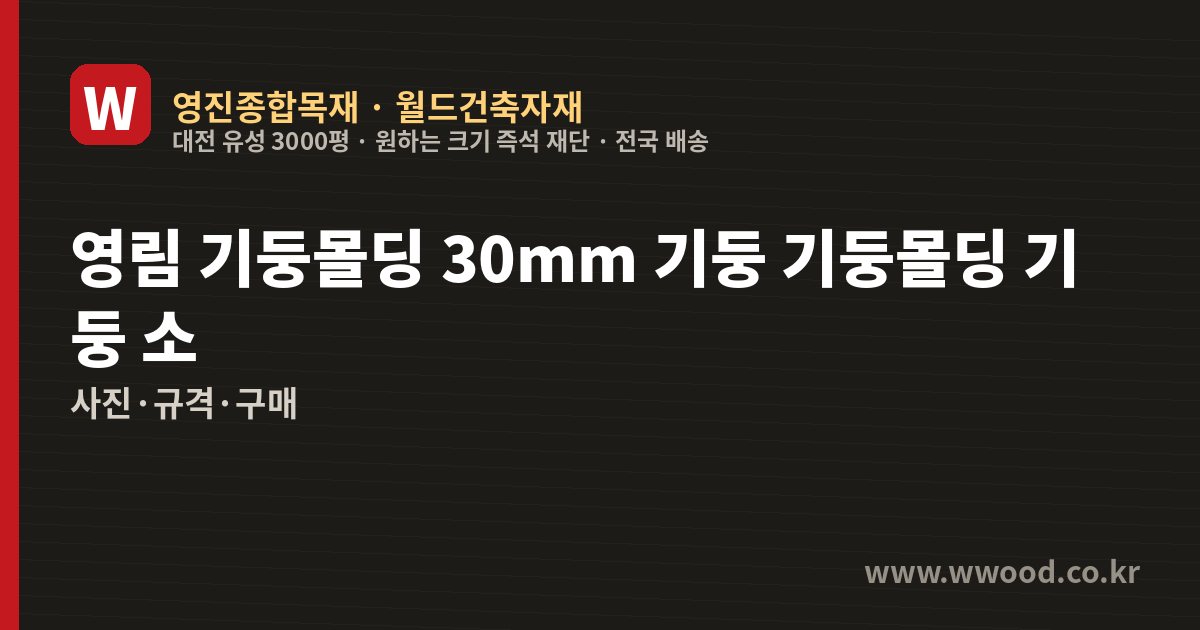 W
영진종합목재 · 월드건축자재
대전 유성 3000평 · 원하는 크기 즉석 재단 · 전국 배송
영림 기둥몰딩 30mm 기둥 기둥몰딩 기
둥 소
사진·규격·구매
www.wwood.co.kr